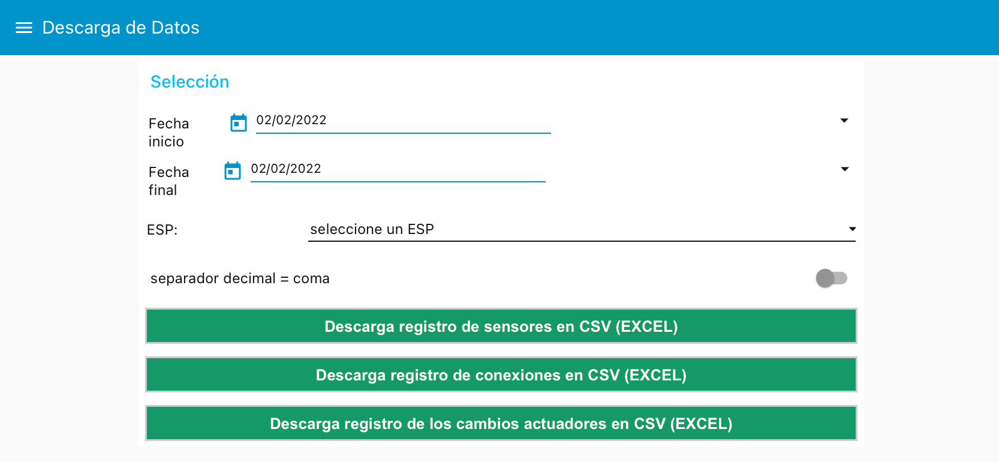 Descarga de Datos
Selección
Fecha
inicio
02/02/2022
Fecha
final
02/02/2022
ESP:
seleccione un ESP
separador decimal = coma
Descarga registro de sensores en CSV (EXCEL)
Descarga registro de conexiones en CSV (EXCEL)
Descarga registro de los cambios actuadores en CSV (EXCEL)